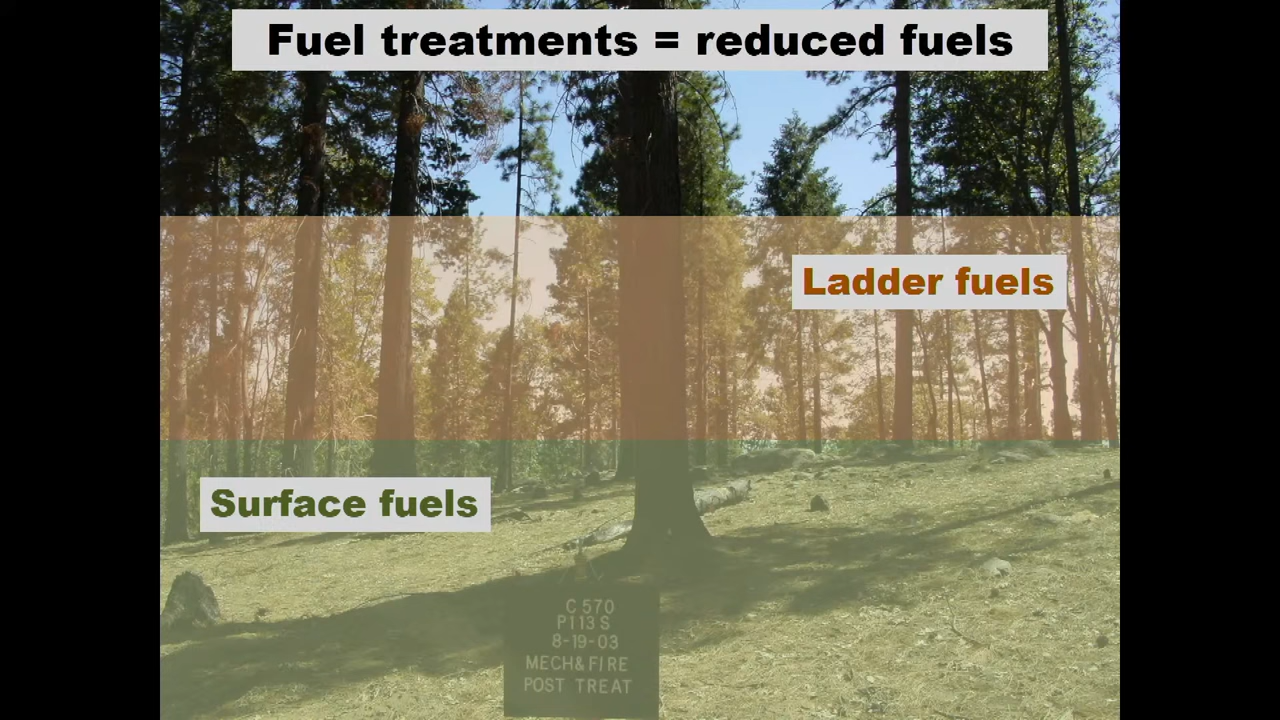 Fuel treatments = reduced fuels
Ladder fuels
Surface fuels
C 570
P113 S
8-19-03
MECH & FIRE
POST TREAT